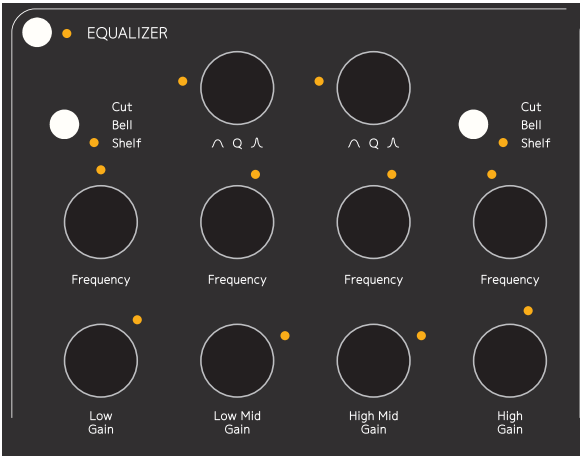 EQUALIZER
Cut
Bell
Shelf
Q
Q
Cut
Bell
Shelf
Frequency
Frequency
Frequency
Frequency
Low
Gain
Low Mid
Gain
High Mid
Gain
High
Gain